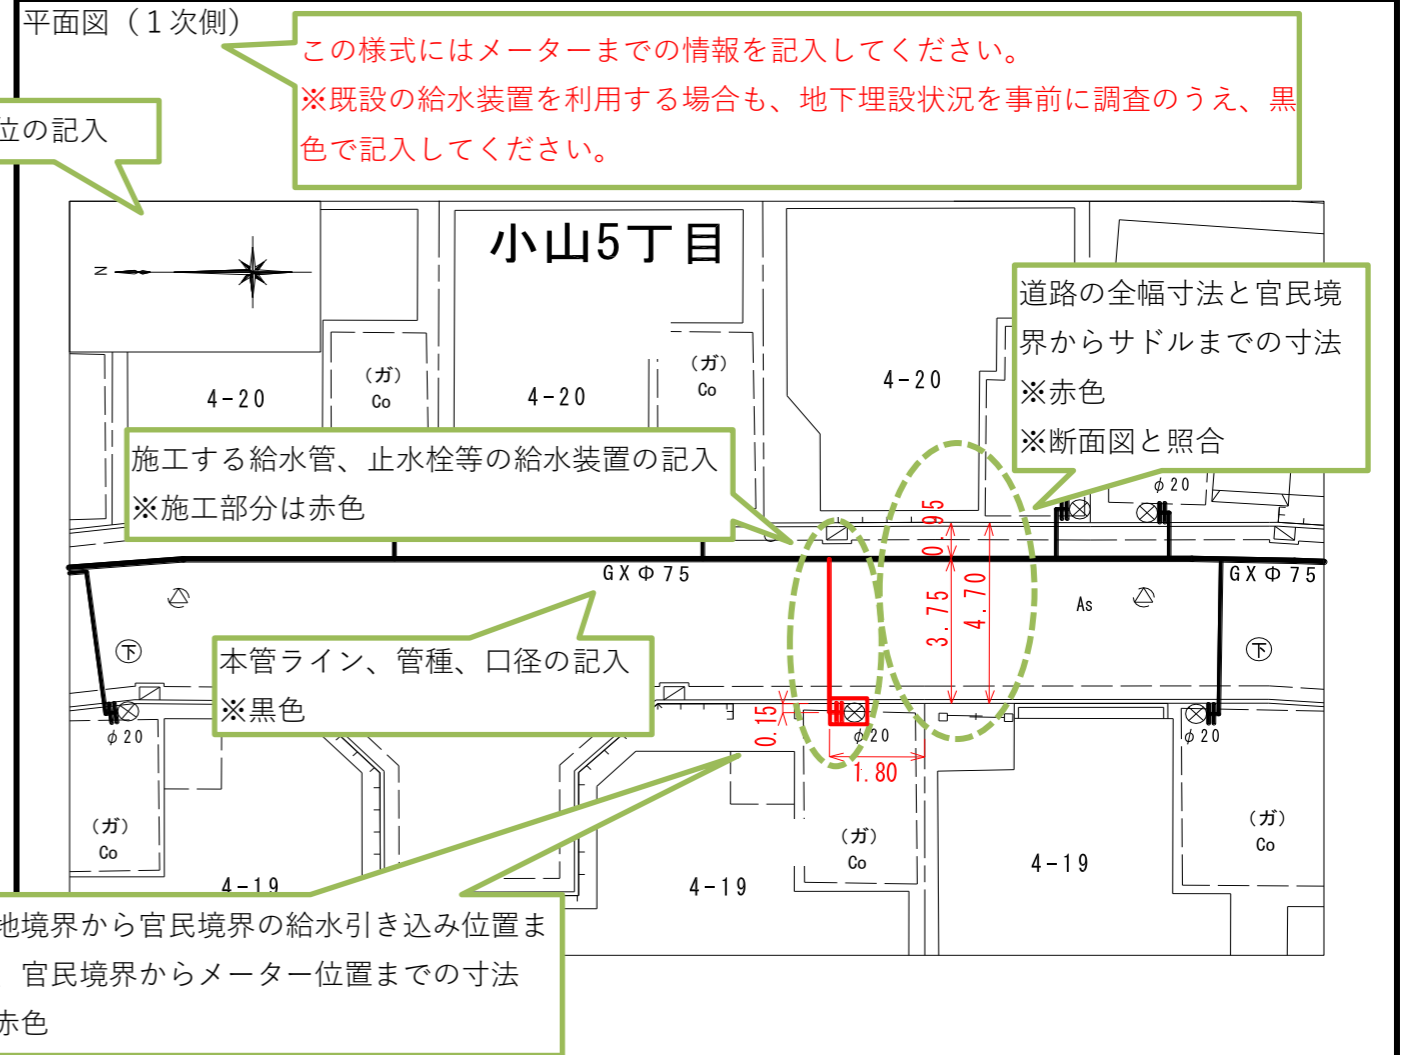 平面図（１次側）
この様式にはメーターまでの情報を記入してください。
※既設の給水装置を利用する場合も、地下埋設状況を事前に調査のうえ、黒
色で記入してください。
位の記入
小山5丁目
N
道路の全幅寸法と官民境
界からサドルまでの寸法
※赤色
※断面図と照合
4-20
(ガ)
Co
4-20
(ガ)
Co
4-20
施工する給水管、止水栓等の給水装置の記入
※施工部分は赤色
φ20
0.95
GXΦ75
GXΦ75
3.75
4.70
As
下
下
本管ライン、管種、口径の記入
※黒色
0.15
φ20
φ20
φ20
1.80
(ガ)
Co
(ガ)
Co
(ガ)
Co
4-19
4-19
4-19
地境界から官民境界の給水引き込み位置ま
官民境界からメーター位置までの寸法
赤色